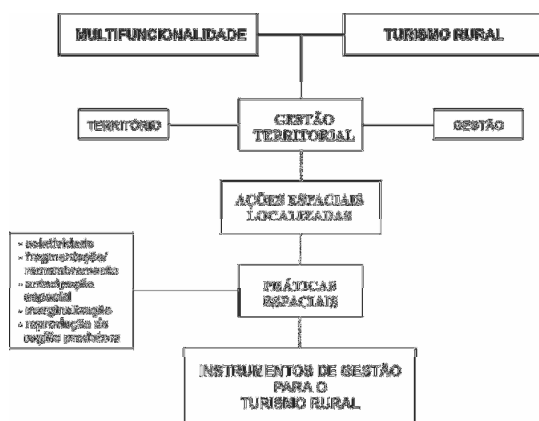 MULTIFUNCIONALIDADE
TURISMO RURAL
TERRITÓRIO
GESTÃO
TERRITORIAL
GESTÃO
AÇÕES ESPACIAIS
LOCALIZADAS
- seletividade
- fragmentação/
remembramento
- antecipação
espacial
- marginalização
- reprodução da
região produtora
PRÁTICAS
ESPACIAIS
INSTRUMENTOS DE GESTÃO
PARA O
TURISMO RURAL